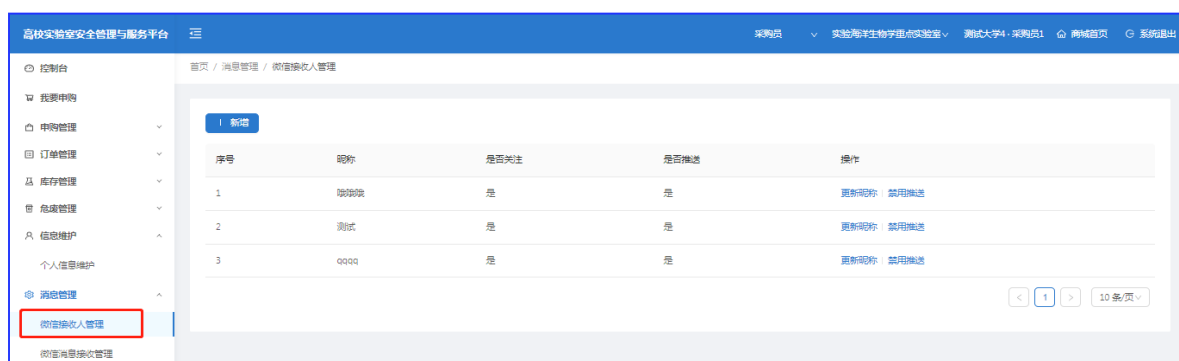 高校实验室安全管理与服务平台
采购员 实验海洋生物学重点实验室 测试大学4 · 采购员1 商城首页 系统退出
控制台
首页 / 消息管理 / 微信接收人管理
我要申购
申购管理
新增
订单管理
序号 昵称 是否关注 是否推送 操作
库存管理
1 哦哦哦 是 是 更新昵称 禁用推送
危废管理
2 测试 是 是 更新昵称 禁用推送
信息维护
3 qqqq 是 是 更新昵称 禁用推送
个人信息维护
消息管理
< 1 > 10 条/页
微信接收人管理
微信消息接收管理